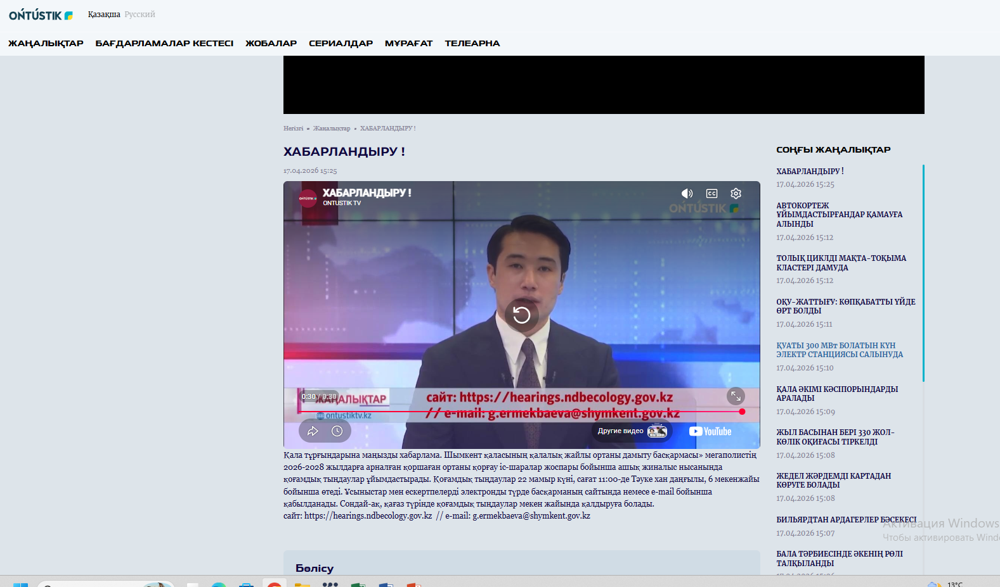 OŃTÚSTIK
Қазақша Русский
ЖАҢАЛЫҚТАР БАҒДАРЛАМАЛАР КЕСТЕСІ ЖОБАЛАР СЕРИАЛДАР МҰРАҒАТ ТЕЛЕАРНА
Негізгі ▪ Жаңалықтар ▪ ХАБАРЛАНДЫРУ !
ХАБАРЛАНДЫРУ !
17.04.2026 15:25
OŃTÚSTIK
ХАБАРЛАНДЫРУ !
ONTUSTIK TV
CC
OŃTÚSTIK
0:30 / 0:30
ЖАҢАЛЫҚТАР
ontustiktv.kz
сайт: https://hearings.ndbecology.gov.kz
// e-mail: g.ermekbaeva@shymkent.gov.kz
Другие видео
YouTube
Қала тұрғындарына маңызды хабарлама. Шымкент қаласының қалалық жайлы ортаны дамыту басқармасы» мегаполистің
2026-2028 жылдарға арналған қоршаған ортаны қорғау іс-шаралар жоспары бойынша ашық жиналыс нысанында
қоғамдық тыңдаулар ұйымдастырады. Қоғамдық тыңдаулар 22 мамыр күні, сағат 11:00-де Тәуке хан даңғылы, 6 мекенжайы
бойынша өтеді. Ұсыныстар мен ескертпелерді электронды түрде басқарманың сайтында немесе e-mail бойынша
қабылданады. Сондай-ақ, қағаз түрінде қоғамдық тыңдаулар мекен жайында қалдыруға болады.
сайт: https://hearings.ndbecology.gov.kz // e-mail: g.ermekbaeva@shymkent.gov.kz
Бөлісу
СОҢҒЫ ЖАҢАЛЫҚТАР
ХАБАРЛАНДЫРУ !
17.04.2026 15:25
АВТОКОРТЕЖ
ҰЙЫМДАСТЫРҒАНДАР ҚАМАУҒА
АЛЫНДЫ
17.04.2026 15:12
ТОЛЫҚ ЦИКЛДІ МАҚТА-ТОҚЫМА
КЛАСТЕРІ ДАМУДА
17.04.2026 15:12
ОҚУ-ЖАТТЫҒУ: КӨПҚАБАТТЫ ҮЙДЕ
ӨРТ БОЛДЫ
17.04.2026 15:11
ҚУАТЫ 300 МВт БОЛАТЫН КҮН
ЭЛЕКТР СТАНЦИЯСЫ САЛЫНУДА
17.04.2026 15:10
ҚАЛА ӘКІМІ КӘСІПОРЫНДАРДЫ
АРАЛАДЫ
17.04.2026 15:09
ЖЫЛ БАСЫНАН БЕРІ 330 ЖОЛ-
КӨЛІК ОҚИҒАСЫ ТІРКЕЛДІ
17.04.2026 15:08
ЖЕДЕЛ ЖӘРДЕМДІ КАРТАДАН
КӨРУГЕ БОЛАДЫ
17.04.2026 15:08
БИЛЬЯРДТАН АРДАГЕРЛЕР БӘСЕКЕСІ
17.04.2026 15:07
БАЛА ТӘРБИЕСІНДЕ ӘКЕНІҢ РӨЛІ
ТАЛҚЫЛАНДЫ
Активация Windows
Чтобы активировать
13°C